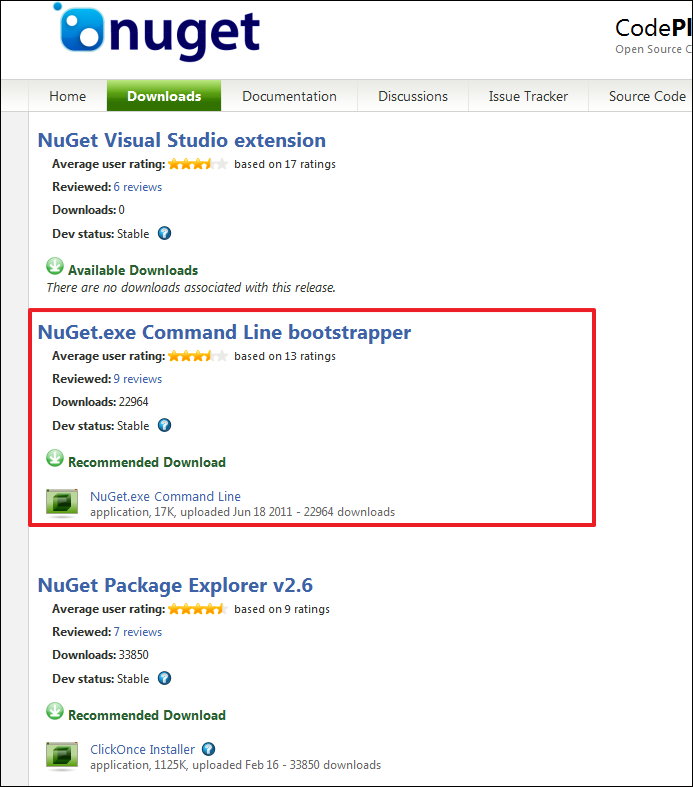 nuget
CodePl
Open Source C
Home Downloads Documentation Discussions Issue Tracker Source Code
NuGet Visual Studio extension
Average user rating: based on 17 ratings
Reviewed: 6 reviews
Downloads: 0
Dev status: Stable ?
Available Downloads
There are no downloads associated with this release.
NuGet.exe Command Line bootstrapper
Average user rating: based on 13 ratings
Reviewed: 9 reviews
Downloads: 22964
Dev status: Stable ?
Recommended Download
NuGet.exe Command Line
application, 17K, uploaded Jun 18 2011 - 22964 downloads
NuGet Package Explorer v2.6
Average user rating: based on 9 ratings
Reviewed: 7 reviews
Downloads: 33850
Dev status: Stable ?
Recommended Download
ClickOnce Installer ?
application, 1125K, uploaded Feb 16 - 33850 downloads